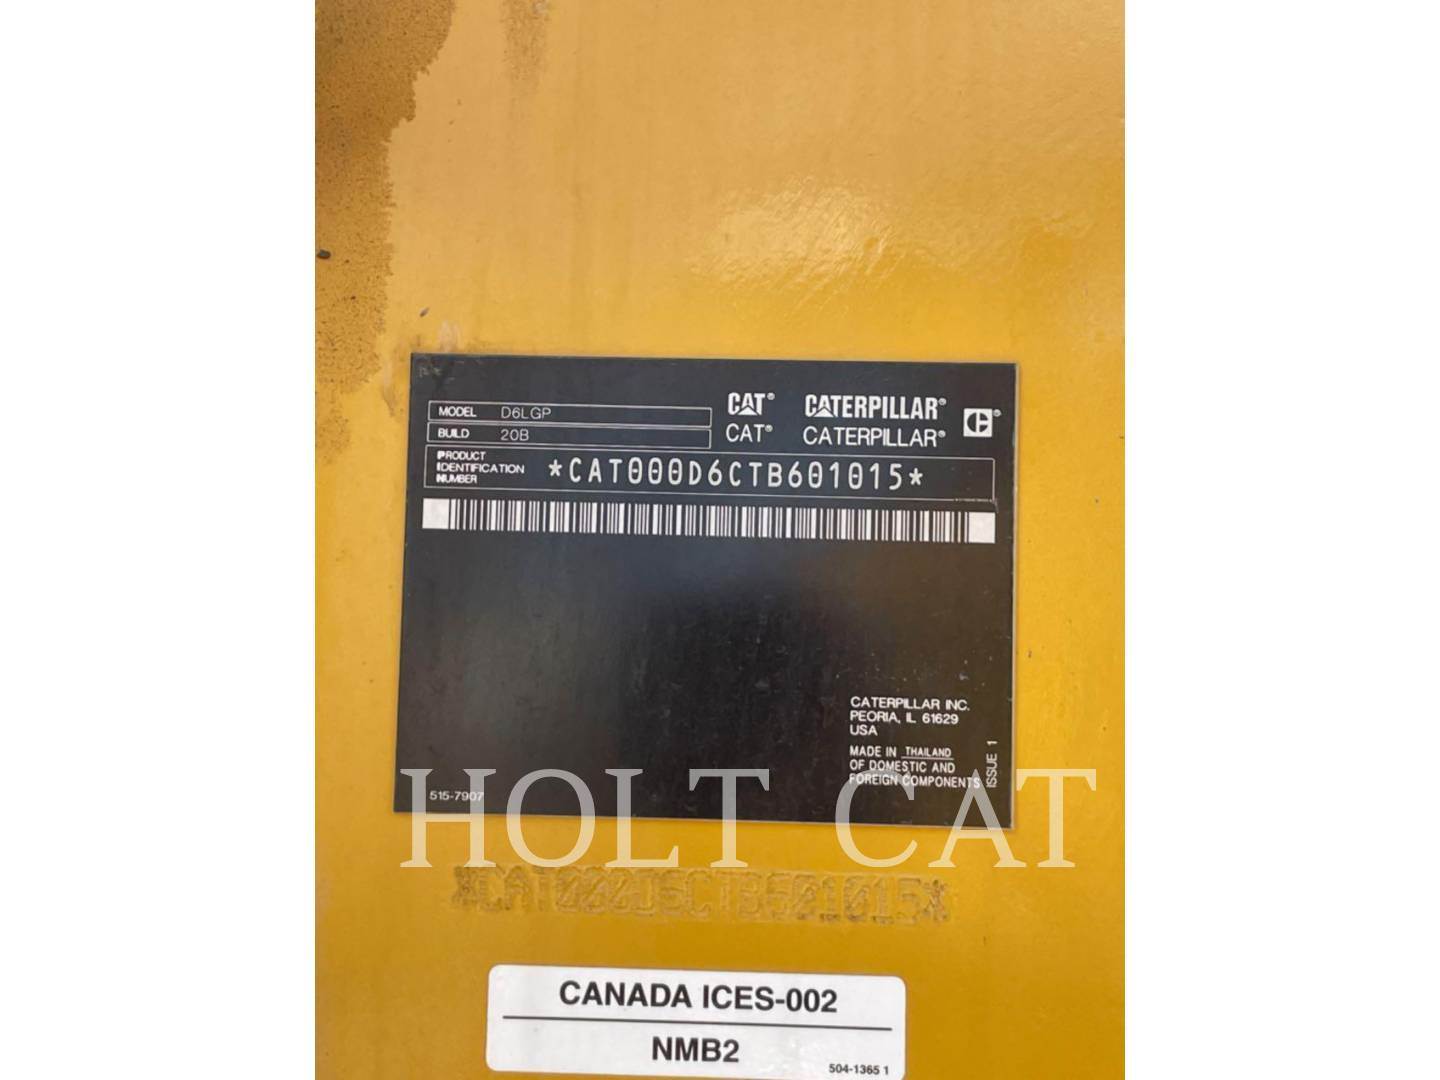 CAT® CATERPILLAR®
MODEL D6LGP
CAT® CATERPILLAR®
BUILD 20B
PRODUCT IDENTIFICATION NUMBER *CAT000D6CTB601015*
CATERPILLAR INC.
PEORIA, IL 61629
USA
MADE IN THAILAND
OF DOMESTIC AND
FOREIGN COMPONENTS
ISSUE 1
515-7907
HOLT CAT
*CAT000D6CTB601015*
CANADA ICES-002
NMB2
504-1365 1